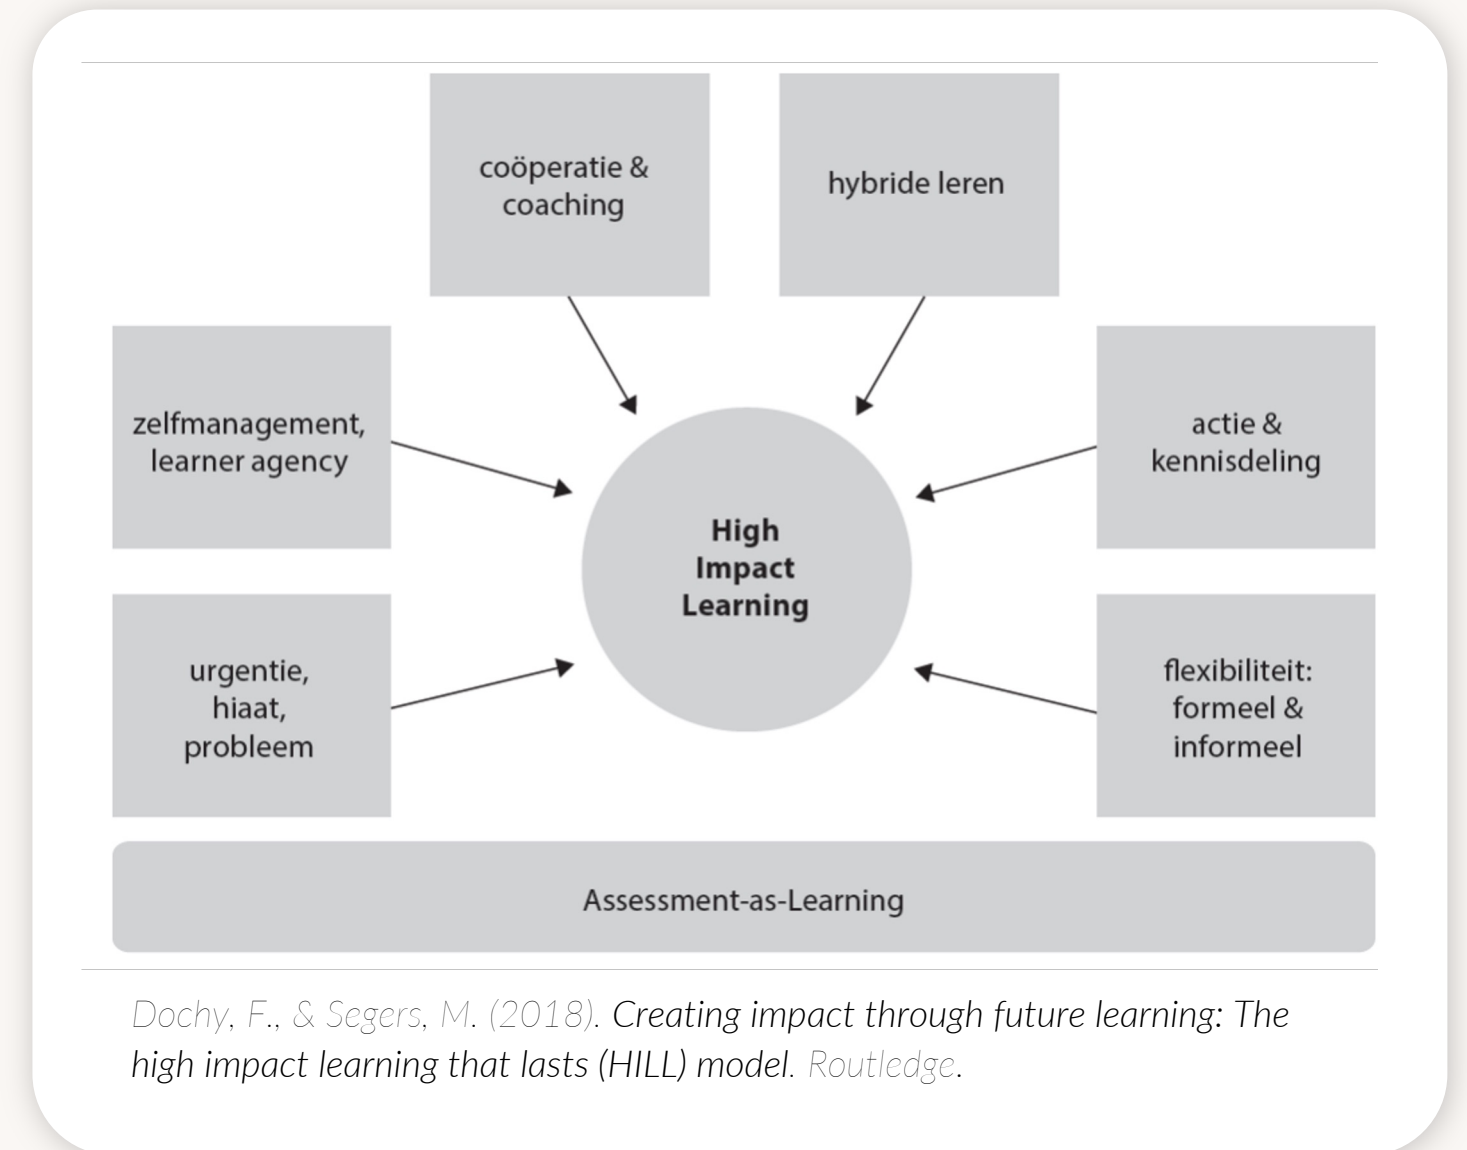 coöperatie &
coaching
hybride leren
zelfmanagement,
learner agency
actie &
kennisdeling
High
Impact
Learning
urgentie,
hiaat,
probleem
flexibiliteit:
formeel &
informeel
Assessment-as-Learning
Dochy, F., & Segers, M. (2018). Creating impact through future learning: The
high impact learning that lasts (HILL) model. Routledge.